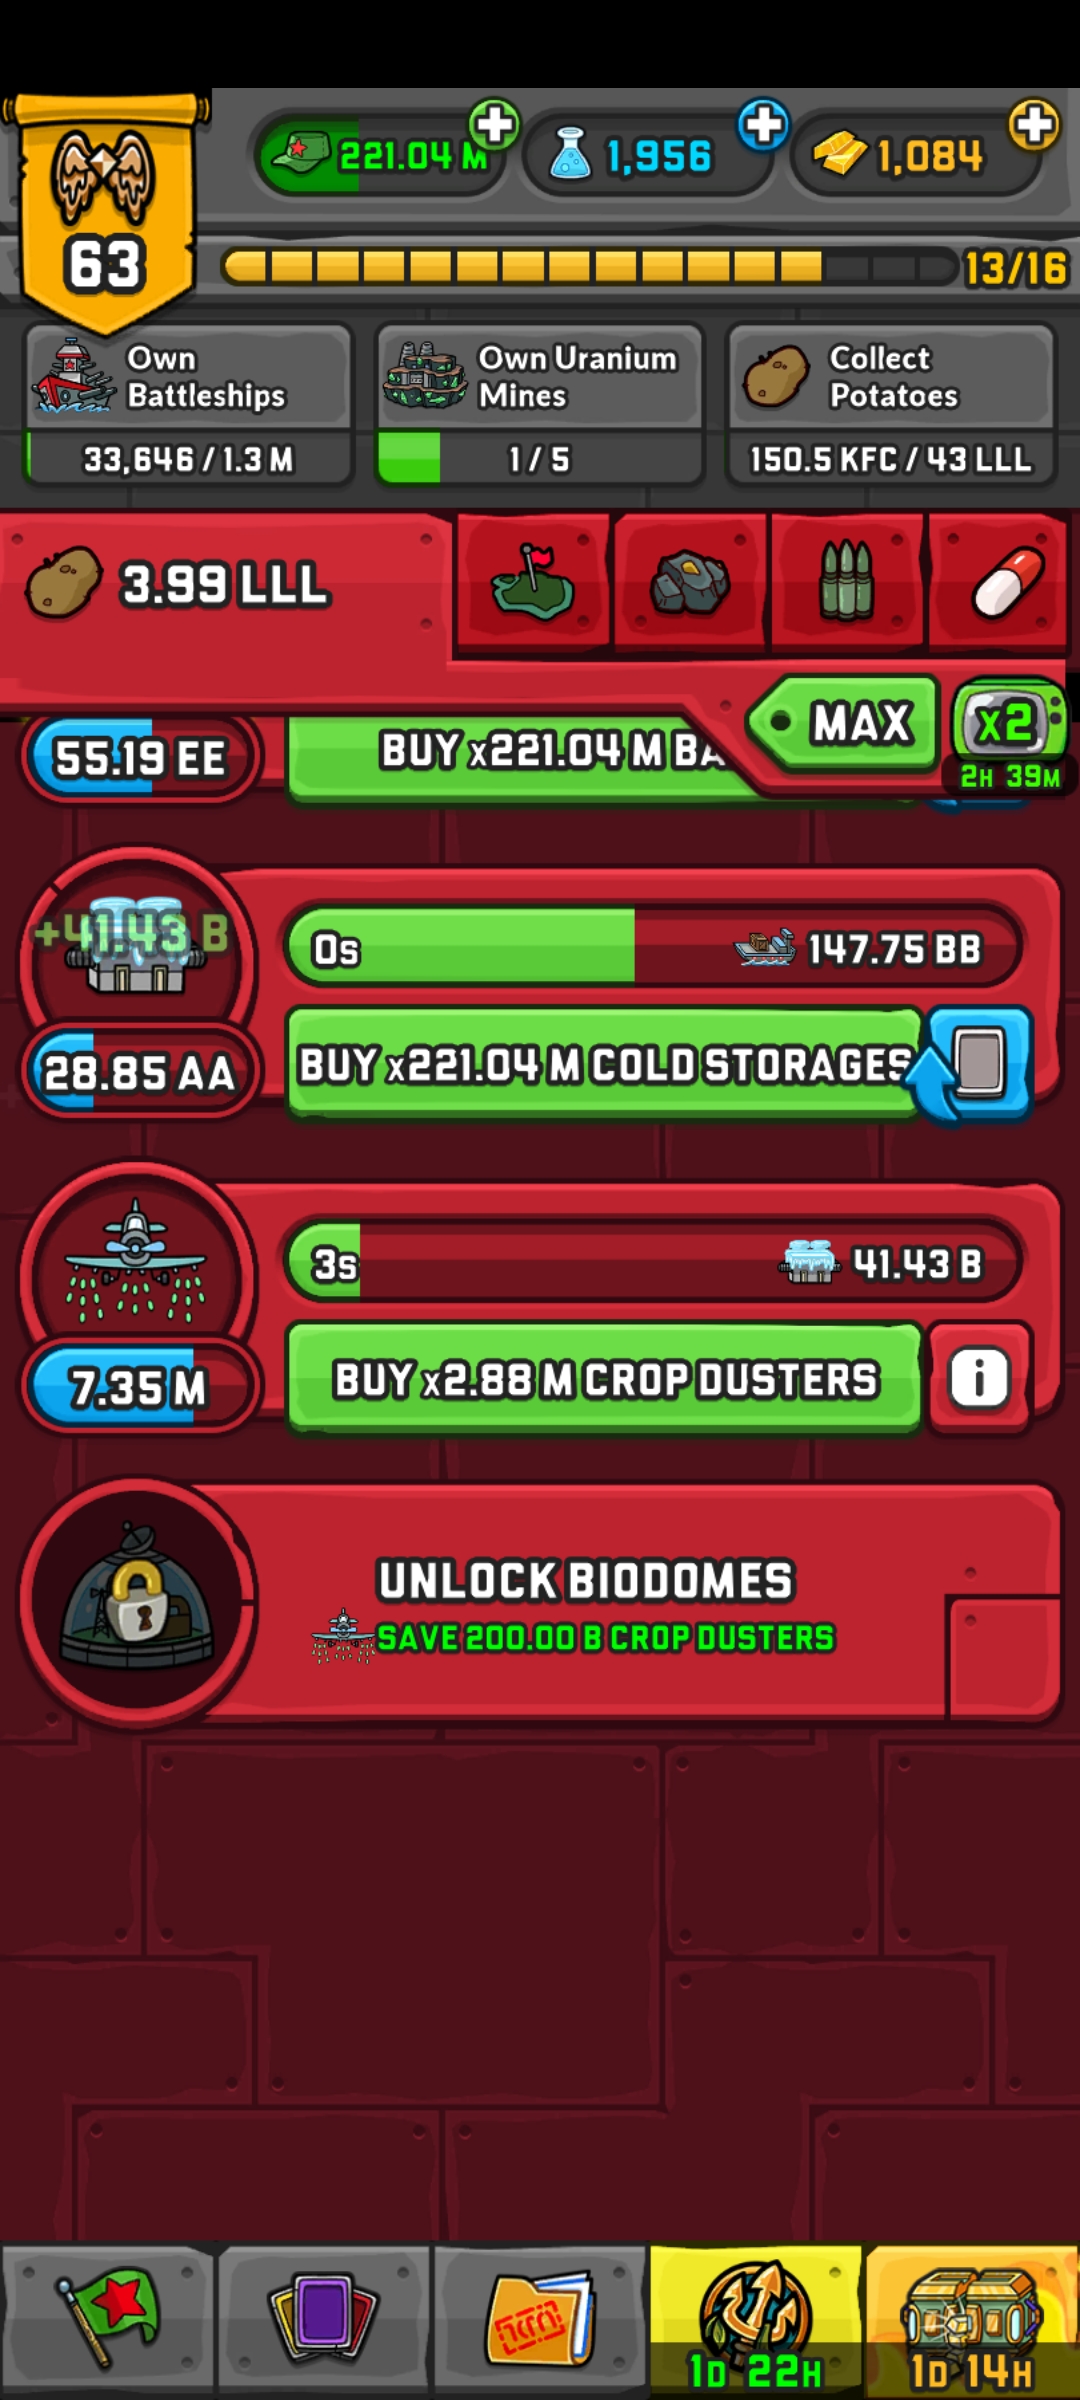 221.04 M
1,956
1,084
63
13/16
Own
Battleships
33,646 / 1.3 M
Own Uranium
Mines
1 / 5
Collect
Potatoes
150.5 KFC / 43 LLL
3.99 LLL
MAX
x2
2H 39M
55.19 EE
BUY x221.04 M
+41.43 B
0s
147.75 BB
28.85 AA
BUY x221.04 M COLD STORAGES
3s
41.43 B
7.35 M
BUY x2.88 M CROP DUSTERS
i
UNLOCK BIODOMES
SAVE 200.00 B CROP DUSTERS
1D 22H
1D 14H